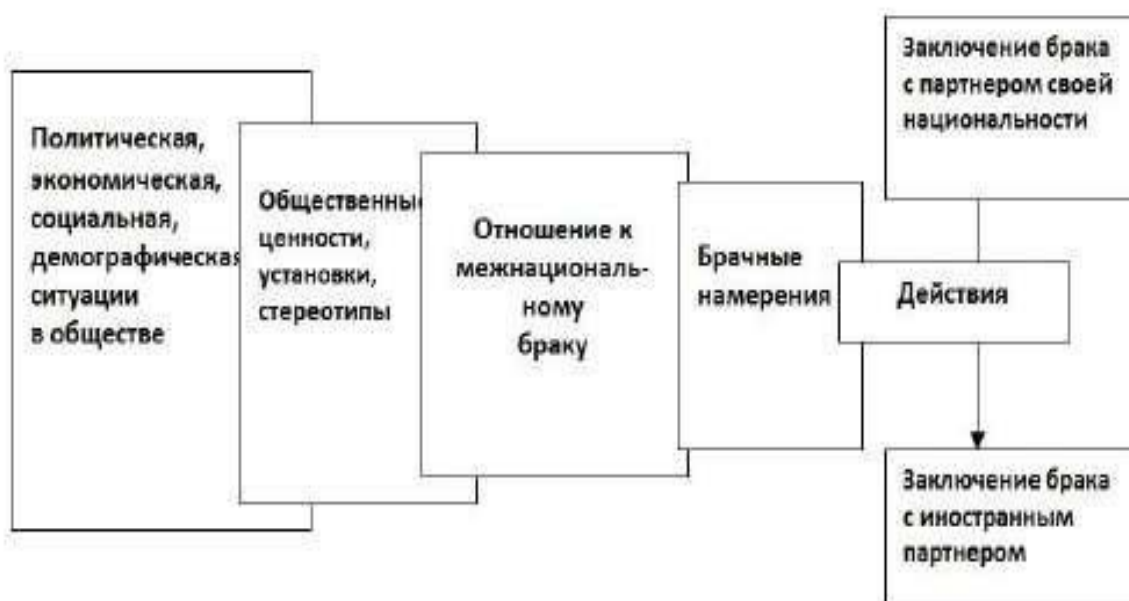 Политическая,
экономическая,
социальная,
демографическая
ситуации
в обществе
Общественные
ценности,
установки,
стереотипы
Отношение к
межнациональ-
ному
браку
Брачные
намерения
Действия
Заключение брака
с партнером своей
национальности
Заключение брака
с иностранным
партнером